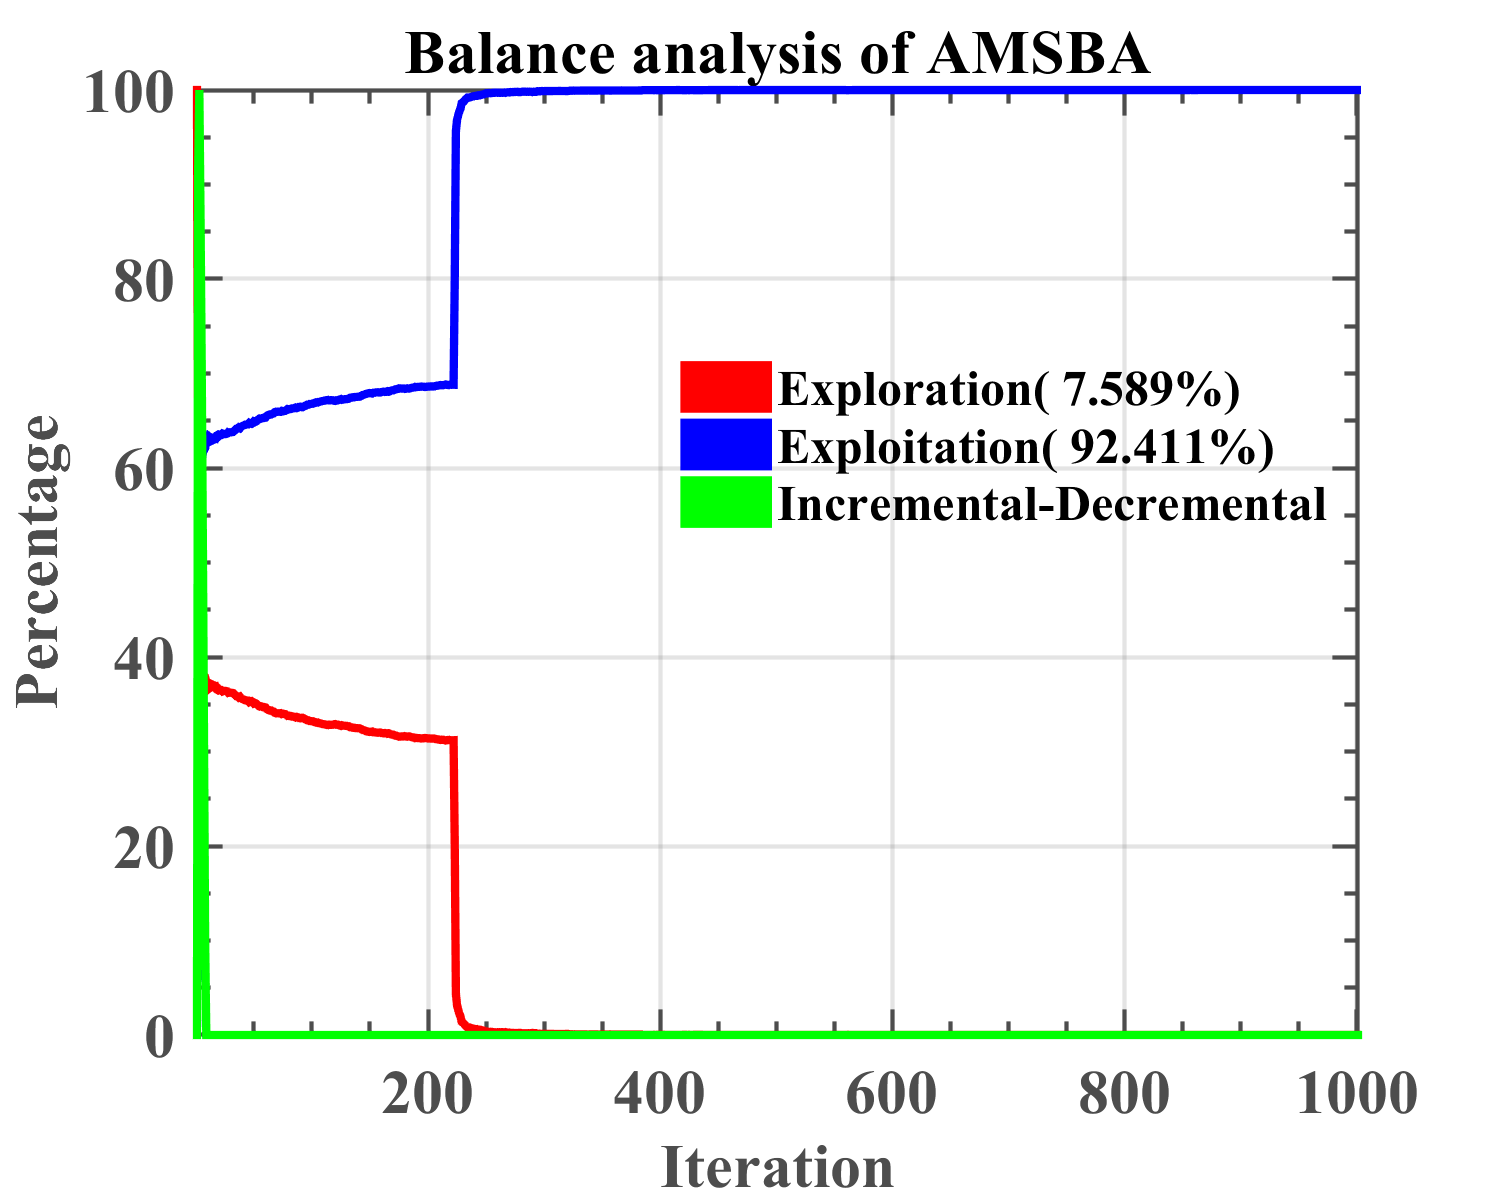 Balance analysis of AMSBA
100
80
60
40
20
0
Percentage
Exploration( 7.589%)
Exploitation( 92.411%)
Incremental-Decremental
200 400 600 800 1000
Iteration